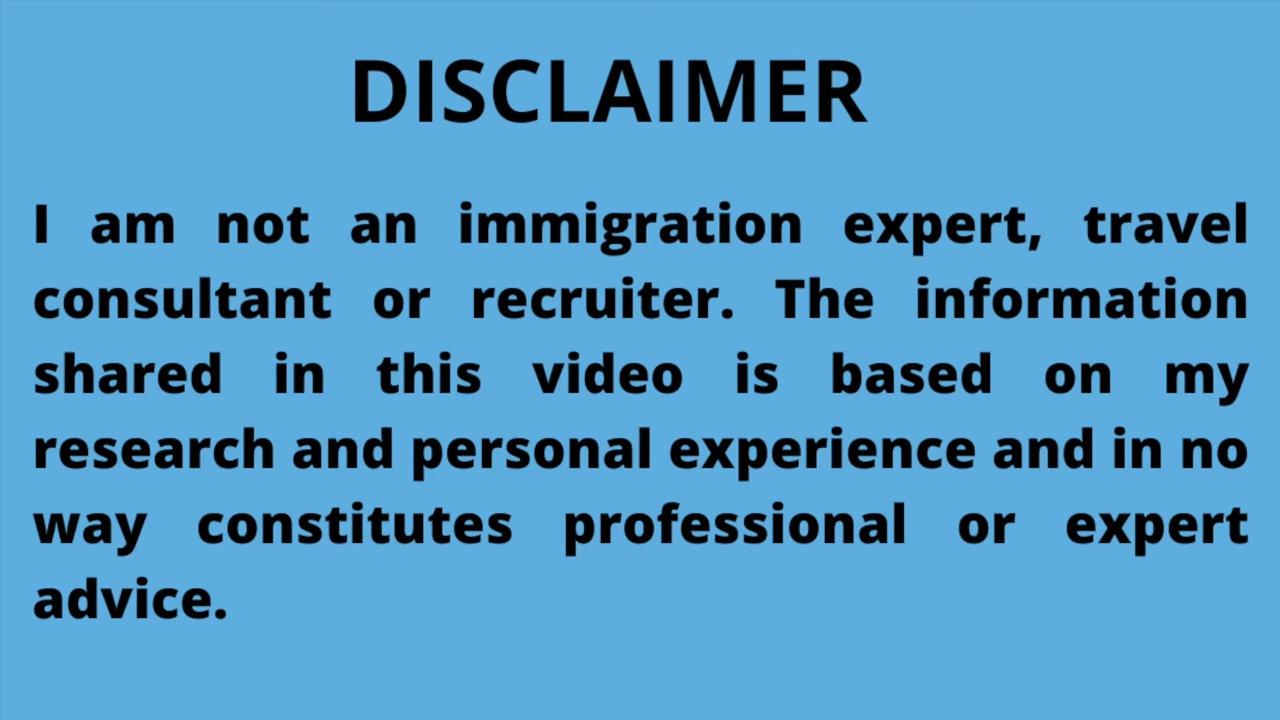 DISCLAIMER
I am not an immigration expert, travel
consultant or recruiter. The information
shared in this video is based on my
research and personal experience and in no
way constitutes professional or expert
advice.